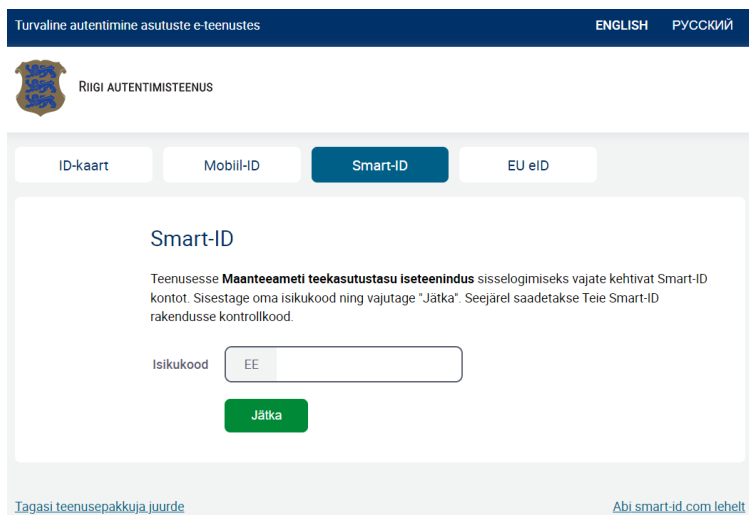 Turvaline autentimine asutuste e-teenustes ENGLISH РУССКИЙ
RIIGI AUTENTIMISTEENUS
ID-kaart Mobiil-ID Smart-ID EU eID
Smart-ID
Teenusesse Maanteeameti teekasutustasu iseteenindus sisselogimiseks vajate kehtivat Smart-ID
kontot. Sisestage oma isikukood ning vajutage "Jätka". Seejärel saadetakse Teie Smart-ID
rakendusse kontrollkood.
Isikukood EE
Jätka
Tagasi teenusepakkuja juurde Abi smart-id.com lehelt